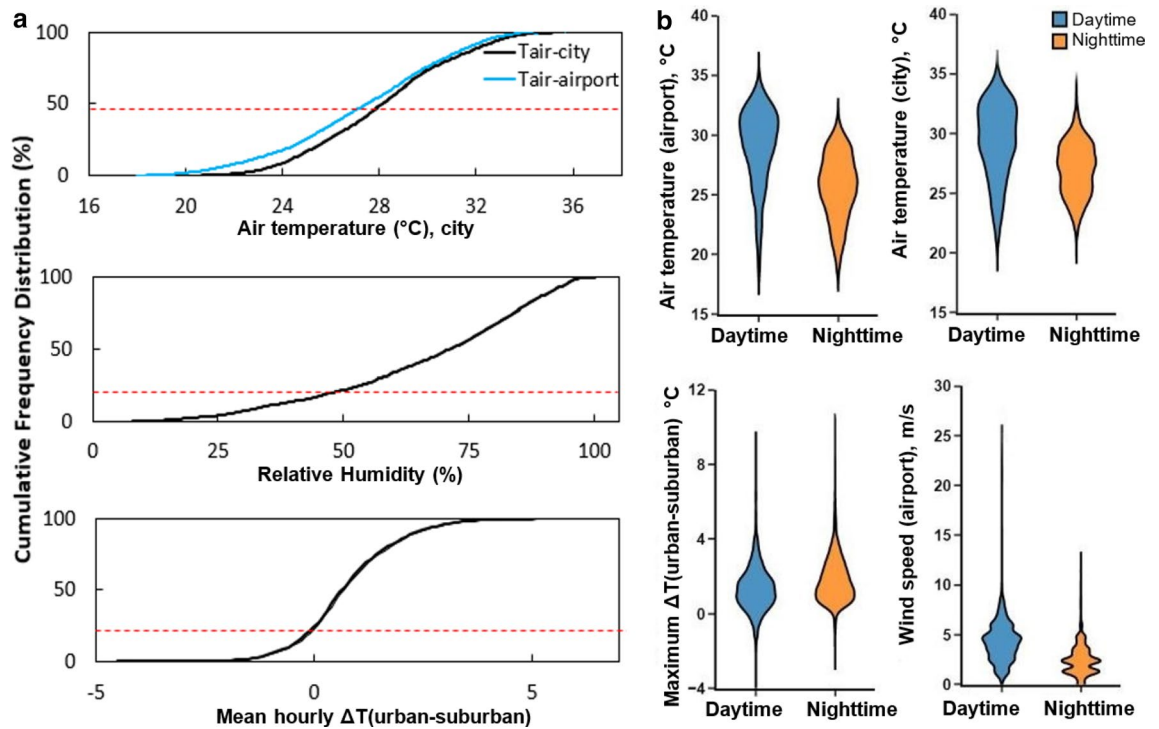 a
Cumulative Frequency Distribution (%)
100
50
0
Tair-city
Tair-airport
16 20 24 28 32 36
Air temperature (°C), city
100
50
0
0 25 50 75 100
Relative Humidity (%)
100
50
0
-5 0 5
Mean hourly ΔT(urban-suburban)
b
Air temperature (airport), °C
40
35
30
25
20
15
Daytime Nighttime
Air temperature (city), °C
40
35
30
25
20
15
Daytime
Nighttime
Daytime Nighttime
Maximum ΔT(urban-suburban) °C
12
8
4
0
−4
Daytime Nighttime
Wind speed (airport), m/s
30
25
20
15
10
5
0
Daytime Nighttime